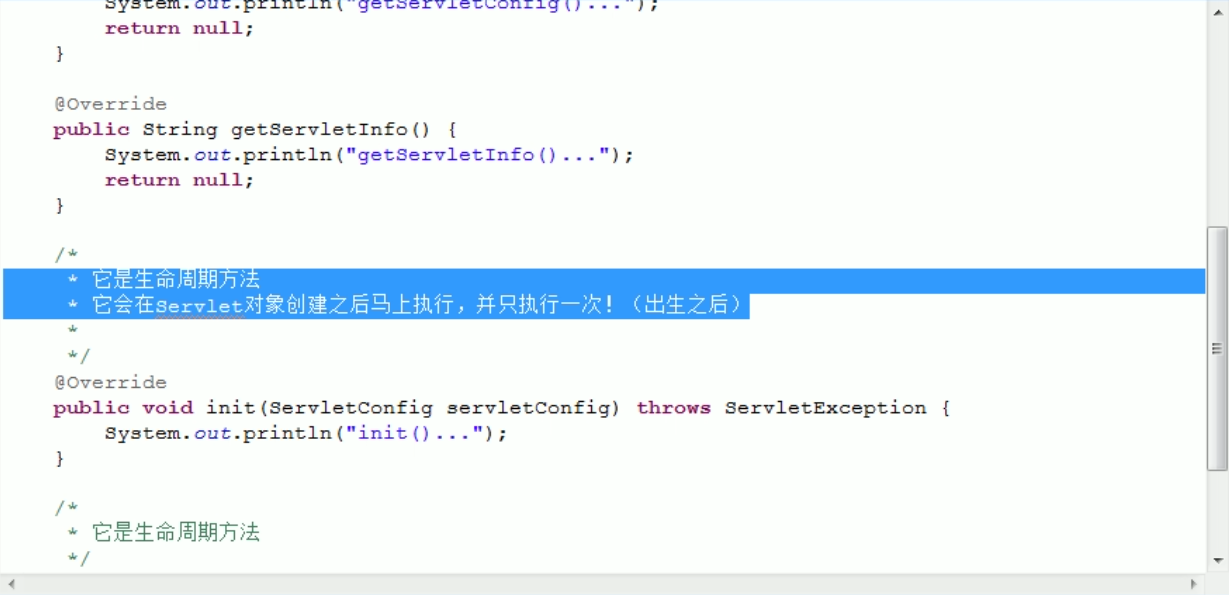 System.out.println("getServletConfig()...");
return null;
}
@Override
public String getServletInfo() {
System.out.println("getServletInfo()...");
return null;
}
/*
* 它是生命周期方法
* 它会在Servlet对象创建之后马上执行，并只执行一次！（出生之后）
*
*/
@Override
public void init(ServletConfig servletConfig) throws ServletException {
System.out.println("init()...");
}
/*
* 它是生命周期方法
*/